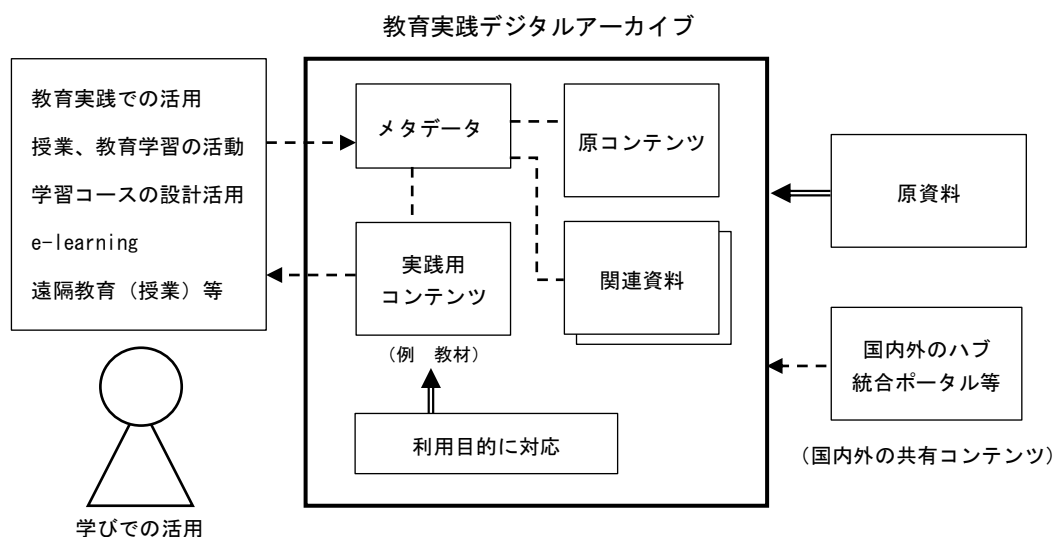 教育実践デジタルアーカイブ
教育実践での活用
授業、教育学習の活動
学習コースの設計活用
e-learning
遠隔教育（授業）等
学びでの活用
メタデータ
原コンテンツ
実践用
コンテンツ
（例　教材）
関連資料
利用目的に対応
原資料
国内外のハブ
統合ポータル等
（国内外の共有コンテンツ）